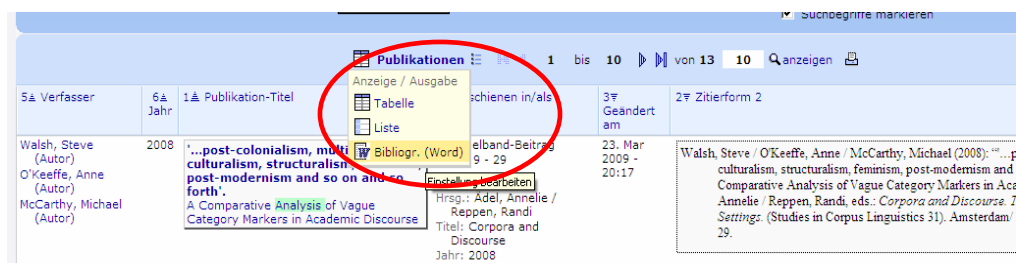 Suchbegriffe markieren
Publikationen 1 bis 10 von 13 10 anzeigen
Anzeige / Ausgabe
Tabelle
Liste
Bibliogr. (Word)
Einstellung bearbeiten
5 Verfasser
6 Jahr
1 Publikation-Titel
schienen in/als
3 Geändert am
2 Zitierform 2
Walsh, Steve
(Autor)
O'Keeffe, Anne
(Autor)
McCarthy, Michael
(Autor)
2008
'...post-colonialism, multi
culturalism, structuralism
post-modernism and so on and so
forth'.
A Comparative Analysis of Vague
Category Markers in Academic Discourse
elband-Beitrag
9 - 29
Hrsg.: Ädel, Annelie /
Reppen, Randi
Titel: Corpora and
Discourse
Jahr: 2008
23. Mar
2009 -
20:17
Walsh, Steve / O'Keeffe, Anne / McCarthy, Michael (2008): "'...p
culturalism, structuralism, feminism, post-modernism and
Comparative Analysis of Vague Category Markers in Aca
Annelie / Reppen, Randi, eds.: Corpora and Discourse. T
Settings. (Studies in Corpus Linguistics 31). Amsterdam/
29.